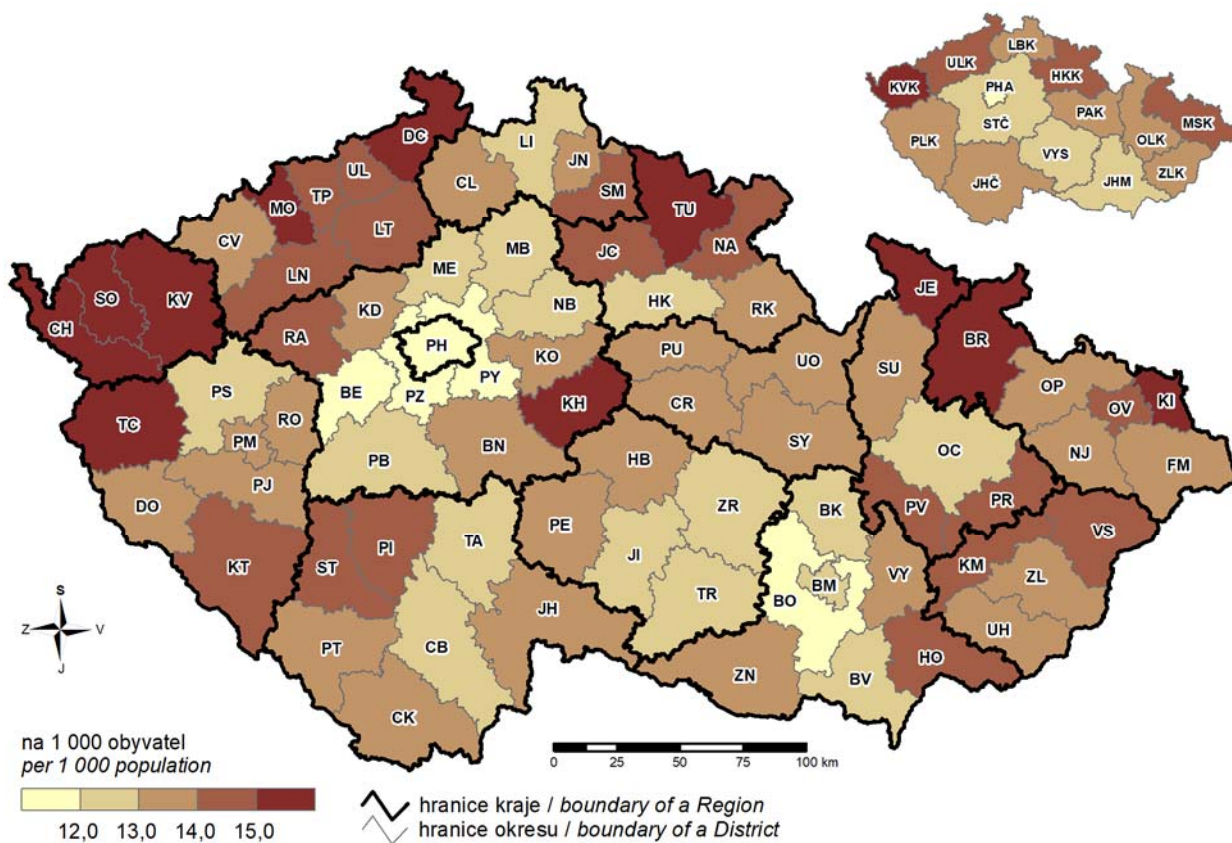 LBK
ULK
HKK
KVK
PHA
MSK
PAK
STČ
OLK
PLK
VYS
ZLK
JHČ
JHM
DC
LI
UL
JN
TP
CL
SM
MO
TU
LT
CV
MB
JC
NA
ME
LN
SO
KV
KD
NB
HK
JE
CH
RK
RA
BR
PH
KO
PU
UO
SU
PS
BE
PZ
PY
KH
OP
KI
OV
TC
RO
CR
PM
SY
BN
OC
NJ
FM
PB
HB
PJ
DO
ZR
BK
PV
PR
VS
PE
TA
PI
JI
ST
KT
KM
ZL
VY
BM
TR
BO
JH
UH
PT
CB
HO
ZN
BV
CK
S
Z V
J
na 1 000 obyvatel
per 1 000 population
12,0 13,0 14,0 15,0
0 25 50 75 100 km
hranice kraje / boundary of a Region
hranice okresu / boundary of a District